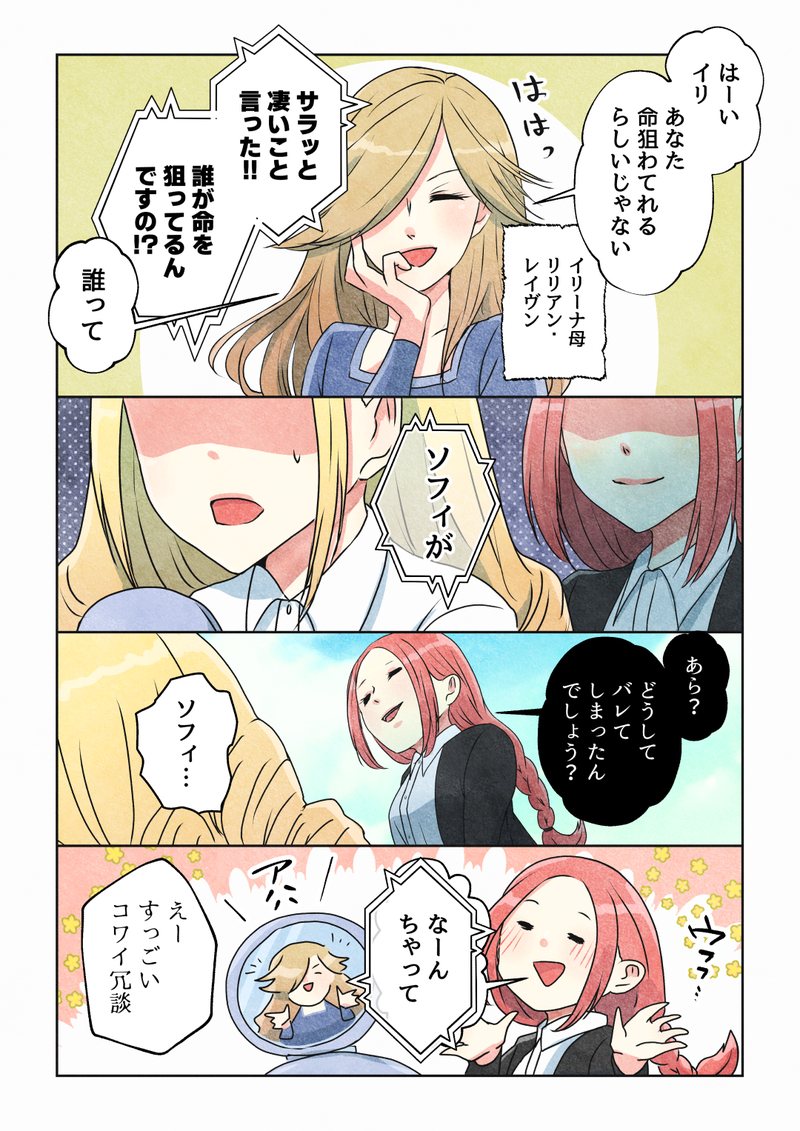 はーい
イリ
あなた
命狙わてれる
らしいじゃない
ははっ
イリーナ母
リリアン・
レイヴン
サラッと
凄いこと
言った!!
誰が命を
狙ってるん
ですの!?
誰って
ソフィが
あら？
どうして
バレて
しまったん
でしょう？
ソフィ…
ウフフ
なーん
ちゃって
アハ
えー
すっごい
コワイ冗談